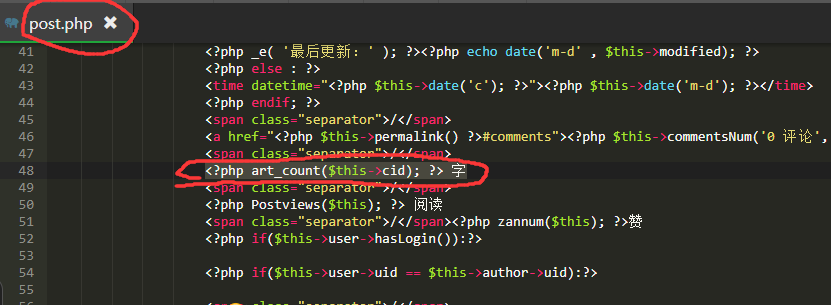 post.php ✖
41 <?php _e( '最后更新：' ); ?><?php echo date('m-d' , $this->modified); ?>
42 <?php else : ?>
43 <time datetime="<?php $this->date('c'); ?>"><?php $this->date('m-d'); ?></time>
44 <?php endif; ?>
45 <span class="separator">/</span>
46 <a href="<?php $this->permalink() ?>#comments"><?php $this->commentsNum('0 评论',
47 <span class="separator">/</span>
48 <?php art_count($this->cid); ?> 字
49 <span class="separator">/</span>
50 <?php Postviews($this); ?> 阅读
51 <span class="separator">/</span><?php zannum($this); ?>赞
52 <?php if($this->user->hasLogin()):?>
53
54 <?php if($this->user->uid == $this->author->uid):?>
55
56 <span class="separator">/</span>